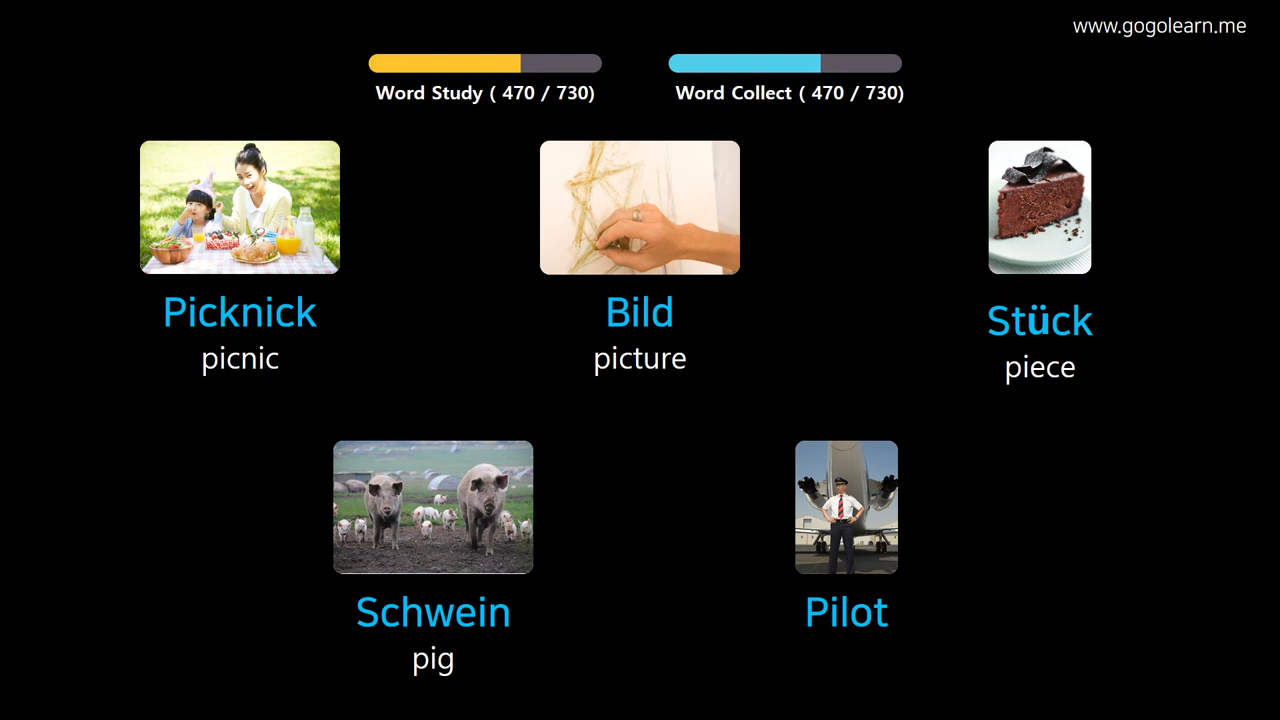 www.gogolearn.me
Word Study ( 470 / 730)
Word Collect ( 470 / 730)
Picknick
picnic
Bild
picture
Stück
piece
Schwein
pig
Pilot